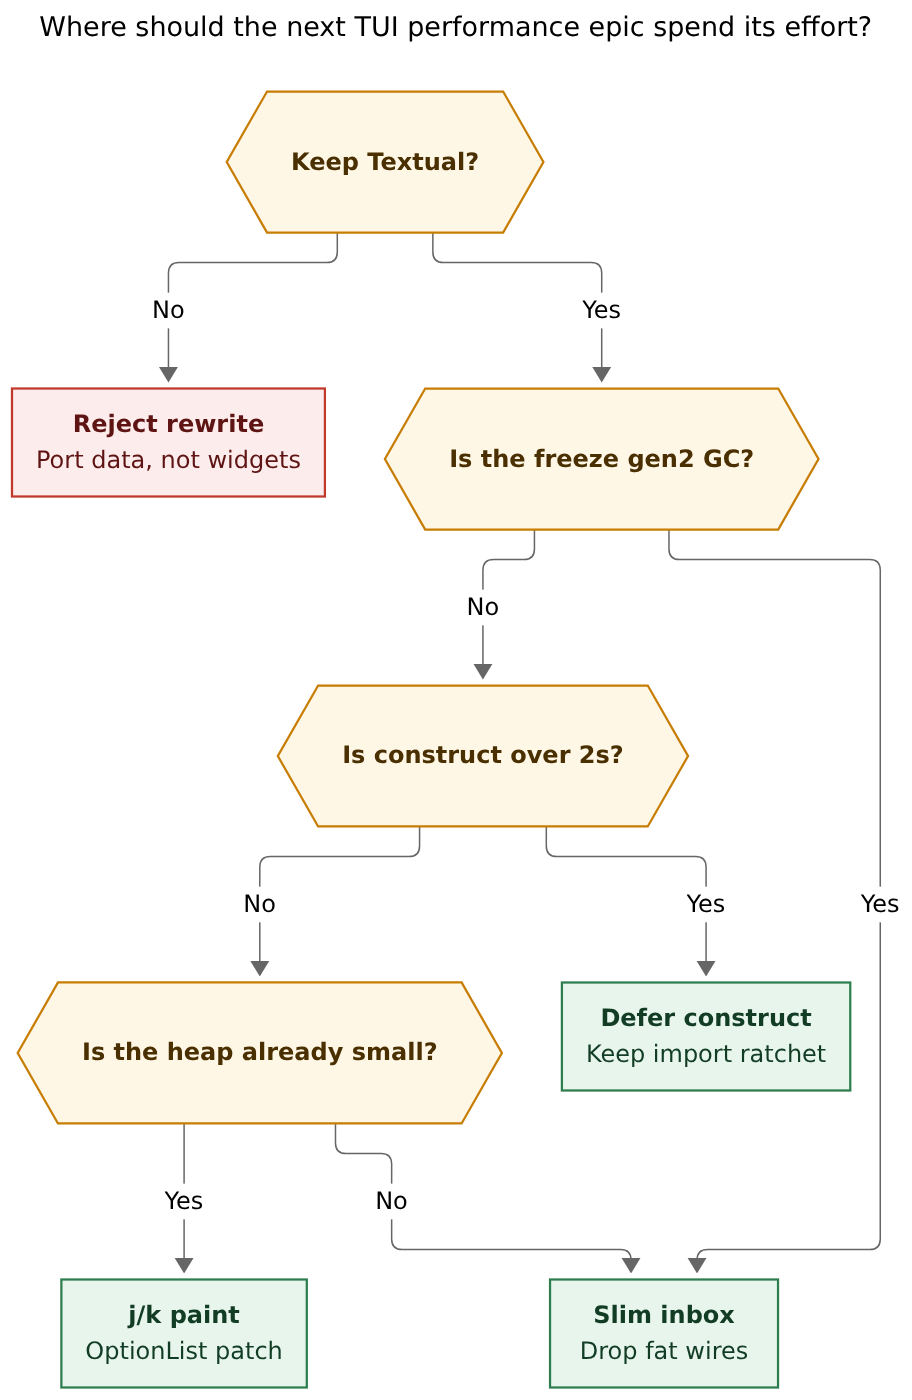 Where should the next TUI performance epic spend its effort?
Keep Textual?
No
Yes
Reject rewrite
Port data, not widgets
Is the freeze gen2 GC?
No
Is construct over 2s?
No
Yes
Yes
Defer construct
Keep import ratchet
Is the heap already small?
Yes
No
j/k paint
OptionList patch
Slim inbox
Drop fat wires